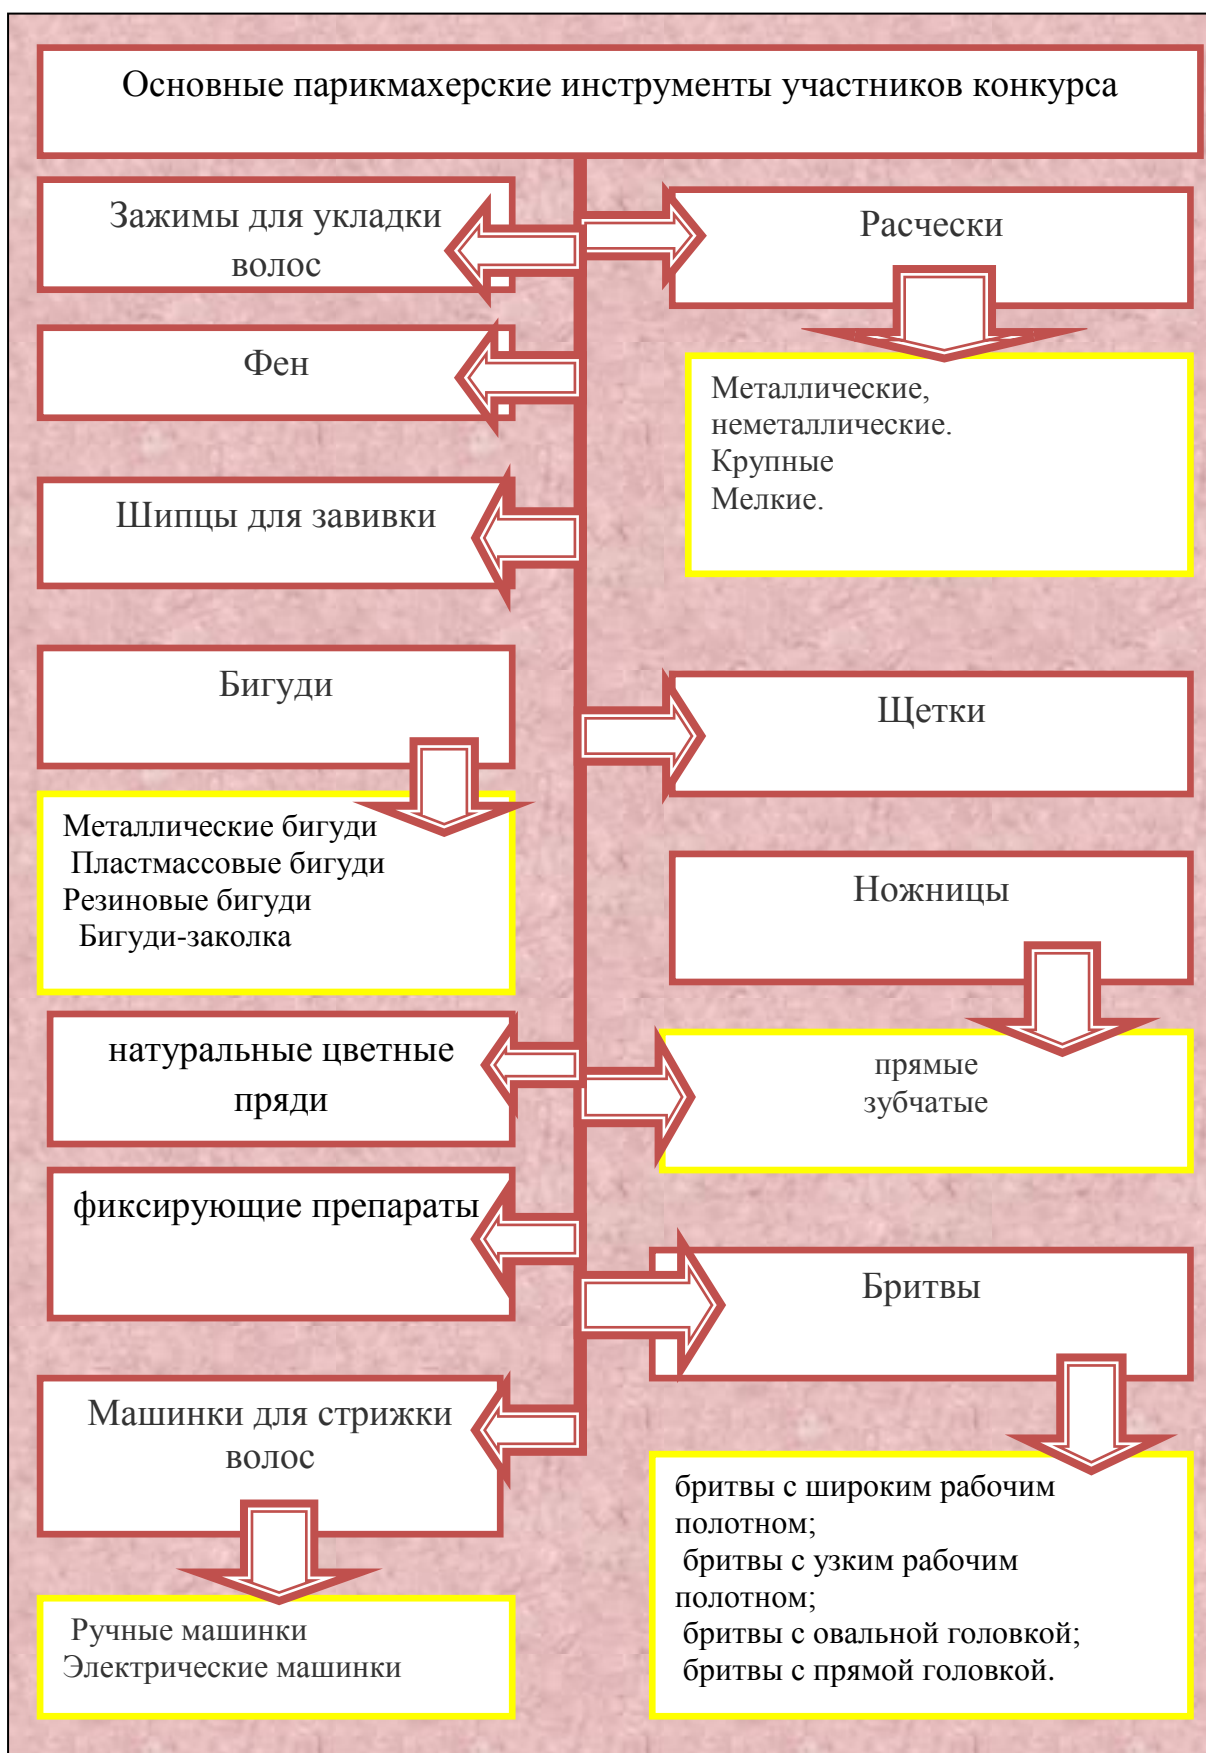 Основные парикмахерские инструменты участников конкурса
Зажимы для укладки
волос
Расчески
Фен
Металлические,
неметаллические.
Крупные
Мелкие.
Шипцы для завивки
Бигуди
Щетки
Металлические бигуди
Пластмассовые бигуди
Резиновые бигуди
Бигуди-заколка
Ножницы
натуральные цветные
пряди
прямые
зубчатые
фиксирующие препараты
Бритвы
Машинки для стрижки
волос
бритвы с широким рабочим
полотном;
бритвы с узким рабочим
полотном;
бритвы с овальной головкой;
бритвы с прямой головкой.
Ручные машинки
Электрические машинки